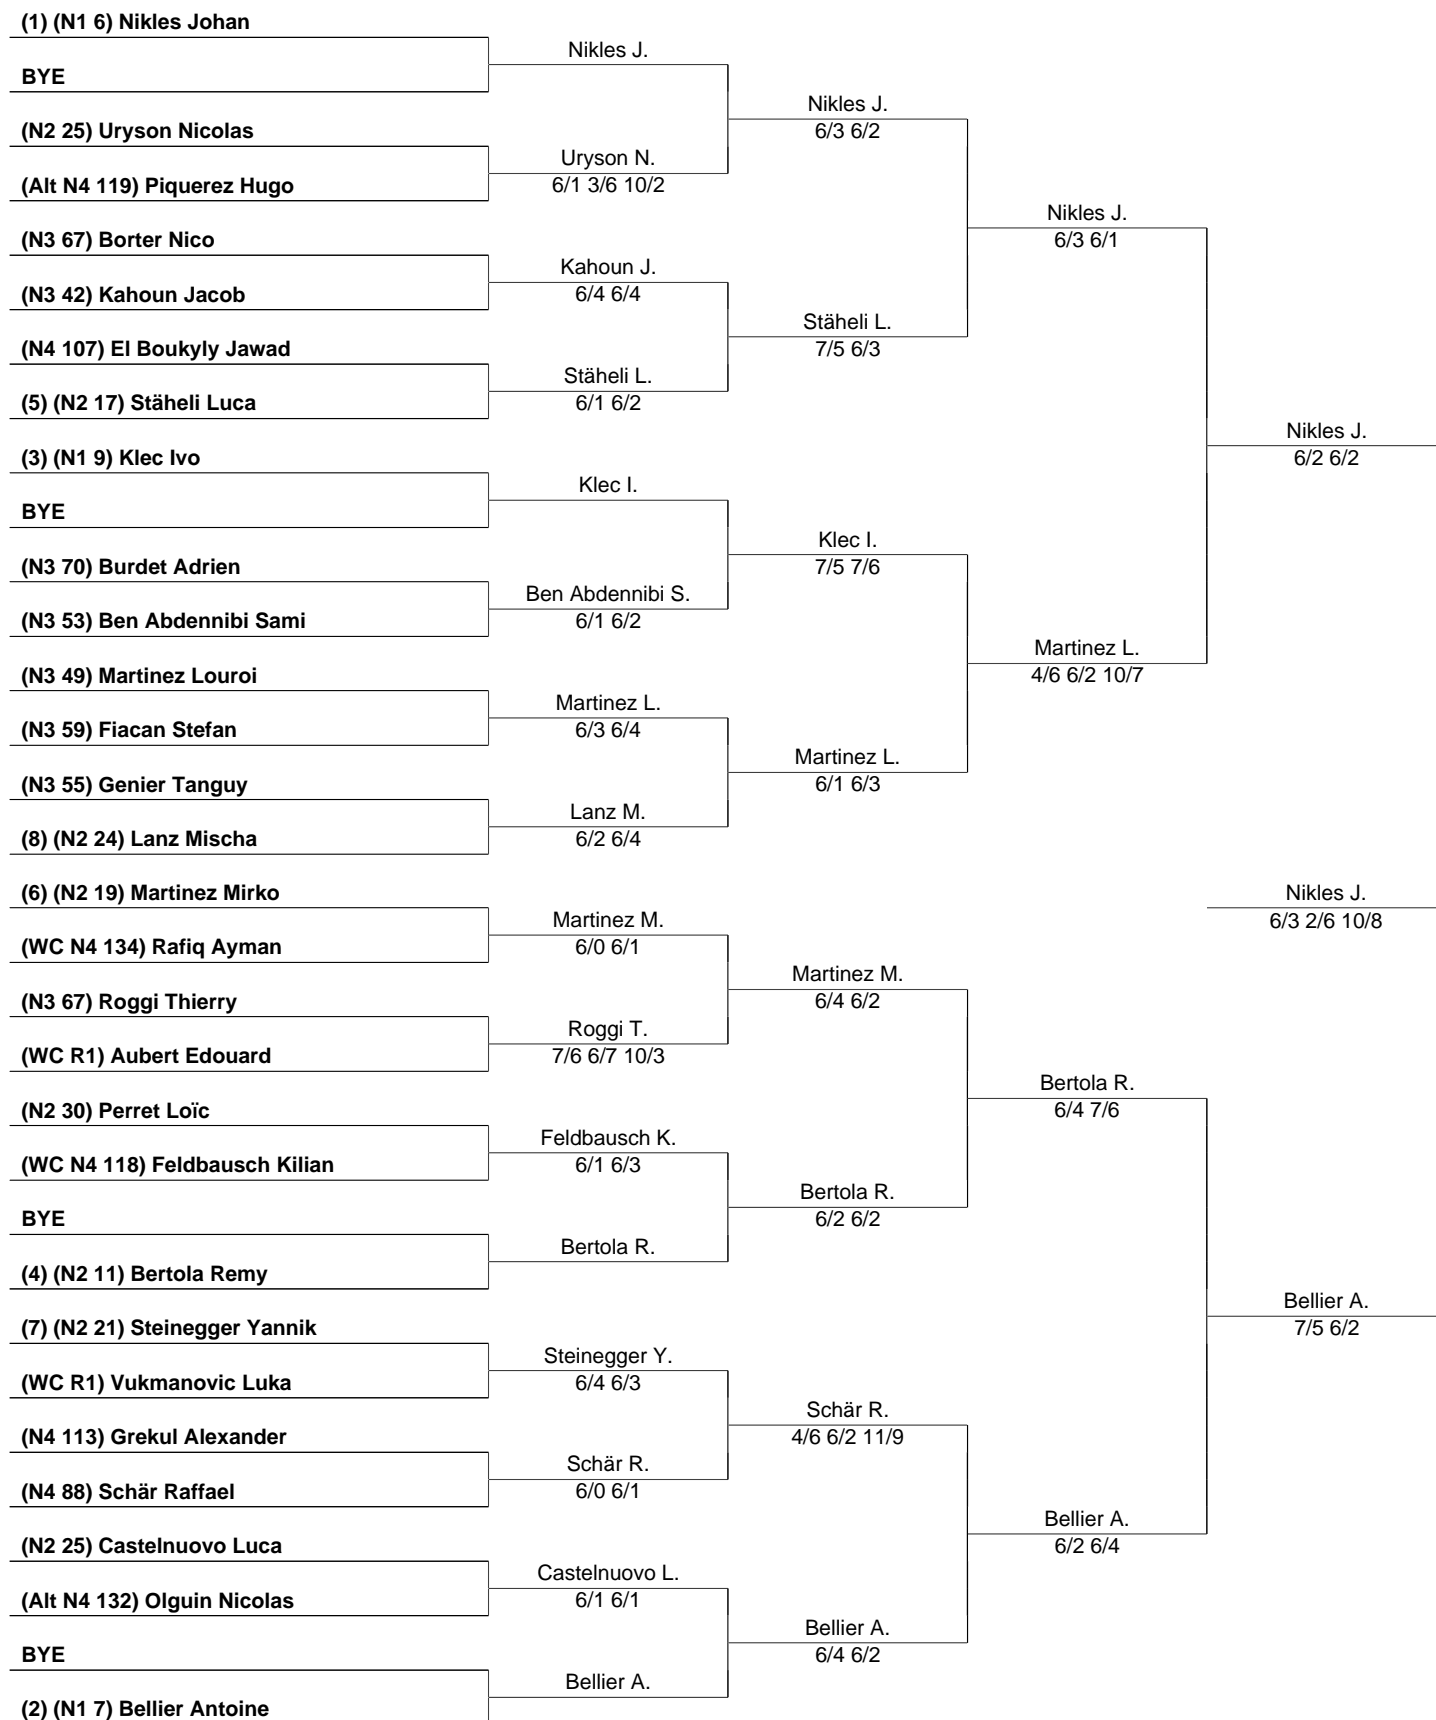 (1) (N1 6) Nikles Johan
BYE
(N2 25) Uryson Nicolas
(Alt N4 119) Piquerez Hugo
(N3 67) Borter Nico
(N3 42) Kahoun Jacob
(N4 107) El Boukyly Jawad
(5) (N2 17) Stäheli Luca
(3) (N1 9) Klec Ivo
BYE
(N3 70) Burdet Adrien
(N3 53) Ben Abdennibi Sami
(N3 49) Martinez Louroi
(N3 59) Fiacan Stefan
(N3 55) Genier Tanguy
(8) (N2 24) Lanz Mischa
(6) (N2 19) Martinez Mirko
(WC N4 134) Rafiq Ayman
(N3 67) Roggi Thierry
(WC R1) Aubert Edouard
(N2 30) Perret Loïc
(WC N4 118) Feldbausch Kilian
BYE
(4) (N2 11) Bertola Remy
(7) (N2 21) Steinegger Yannik
(WC R1) Vukmanovic Luka
(N4 113) Grekul Alexander
(N4 88) Schär Raffael
(N2 25) Castelnuovo Luca
(Alt N4 132) Olguin Nicolas
BYE
(2) (N1 7) Bellier Antoine
Nikles J.
Uryson N.
6/1 3/6 10/2
Kahoun J.
6/4 6/4
Stäheli L.
6/1 6/2
Klec I.
Ben Abdennibi S.
6/1 6/2
Martinez L.
6/3 6/4
Lanz M.
6/2 6/4
Martinez M.
6/0 6/1
Roggi T.
7/6 6/7 10/3
Feldbausch K.
6/1 6/3
Bertola R.
Steinegger Y.
6/4 6/3
Schär R.
6/0 6/1
Castelnuovo L.
6/1 6/1
Bellier A.
Nikles J.
6/3 6/2
Stäheli L.
7/5 6/3
Klec I.
7/5 7/6
Martinez L.
6/1 6/3
Martinez M.
6/4 6/2
Bertola R.
6/2 6/2
Schär R.
4/6 6/2 11/9
Bellier A.
6/4 6/2
Nikles J.
6/3 6/1
Martinez L.
4/6 6/2 10/7
Bertola R.
6/4 7/6
Bellier A.
6/2 6/4
Nikles J.
6/2 6/2
Nikles J.
6/3 2/6 10/8
Bellier A.
7/5 6/2